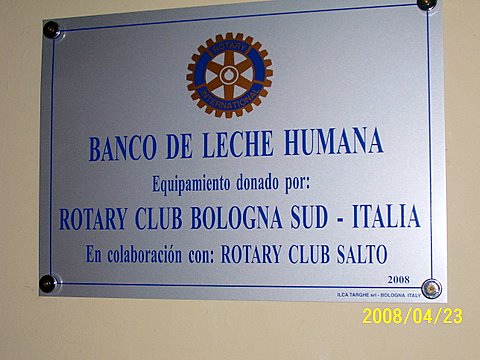 ROTARY
INTERNATIONAL
BANCO DE LECHE HUMANA
Equipamiento donado por:
ROTARY CLUB BOLOGNA SUD - ITALIA
En colaboración con: ROTARY CLUB SALTO
2008
ILCA TARGHE srl - BOLOGNA ITALY
2008/04/23